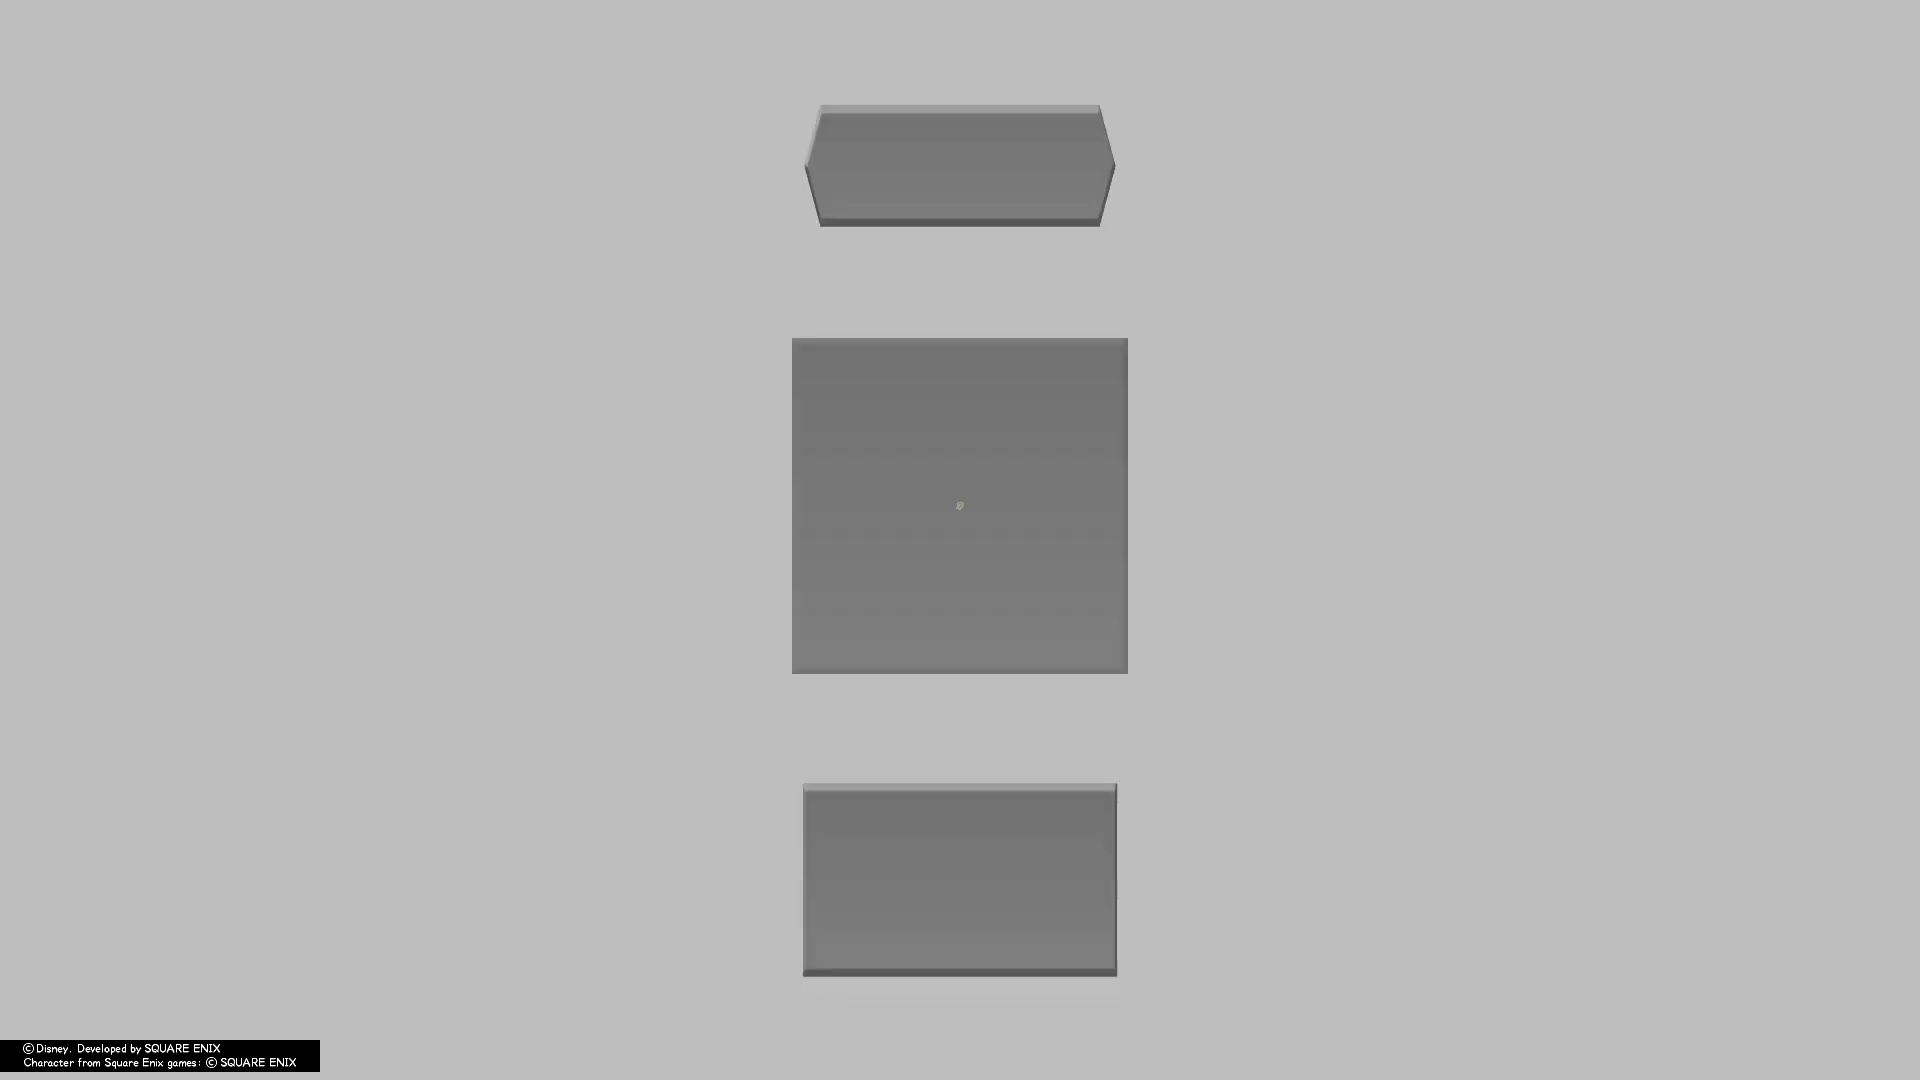 ©Disney. Developed by SQUARE ENIX
Character from Square Enix games: © SQUARE ENIX